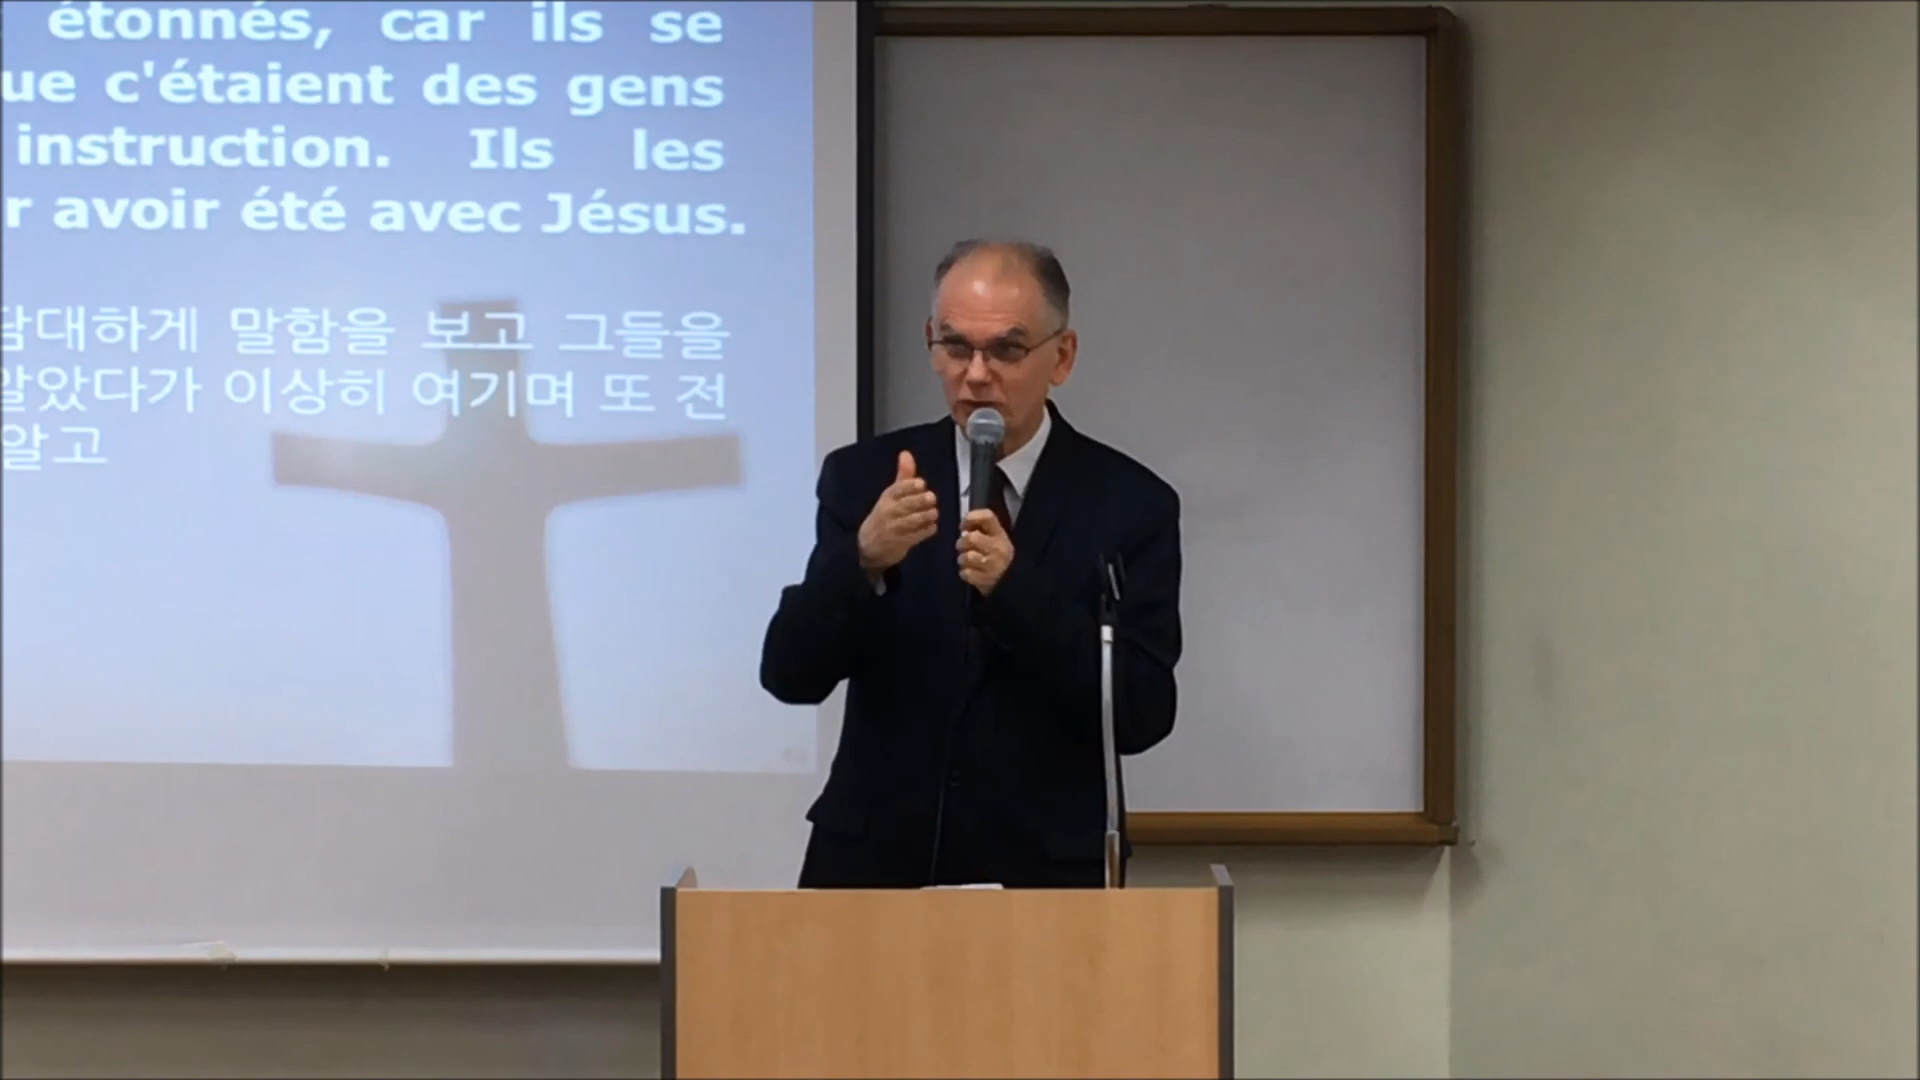 étonnés, car ils se
ue c'étaient des gens
instruction. Ils les
r avoir été avec Jésus.
담대하게 말함을 보고 그들을
알았다가 이상히 여기며 또 전
알고